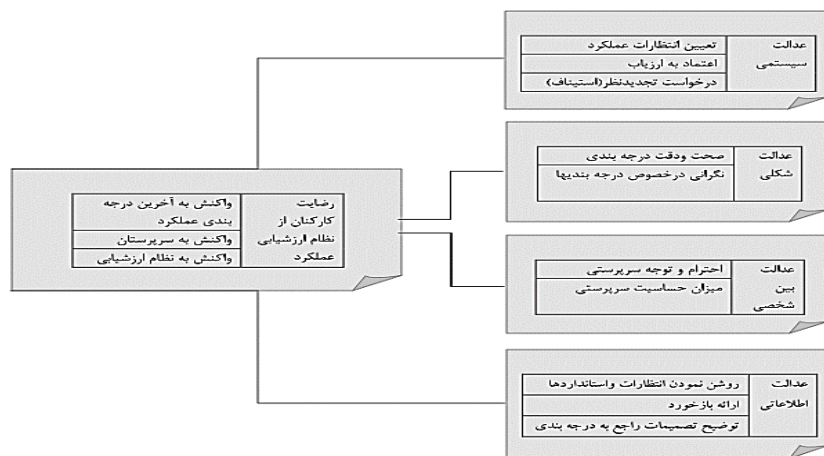 عدالت سیستمی
تعیین انتظارات عملکرد
اعتماد به ارزیاب
درخواست تجدیدنظر(استیناف)
عدالت شکلی
صحت ودقت درجه بندی
نگرانی درخصوص درجه بندیها
رضایت
کارکنان از
نظام ارزشیابی
عملکرد
واکنش به آخرین درجه
بندی عملکرد
واکنش به سرپرستان
واکنش به نظام ارزشیابی
عدالت
بین
شخصی
احترام و توجه سرپرستی
میزان حساسیت سرپرستی
عدالت
اطلاعاتی
روشن نمودن انتظارات واستانداردها
ارائه بازخورد
توضیح تصمیمات راجع به درجه بندی